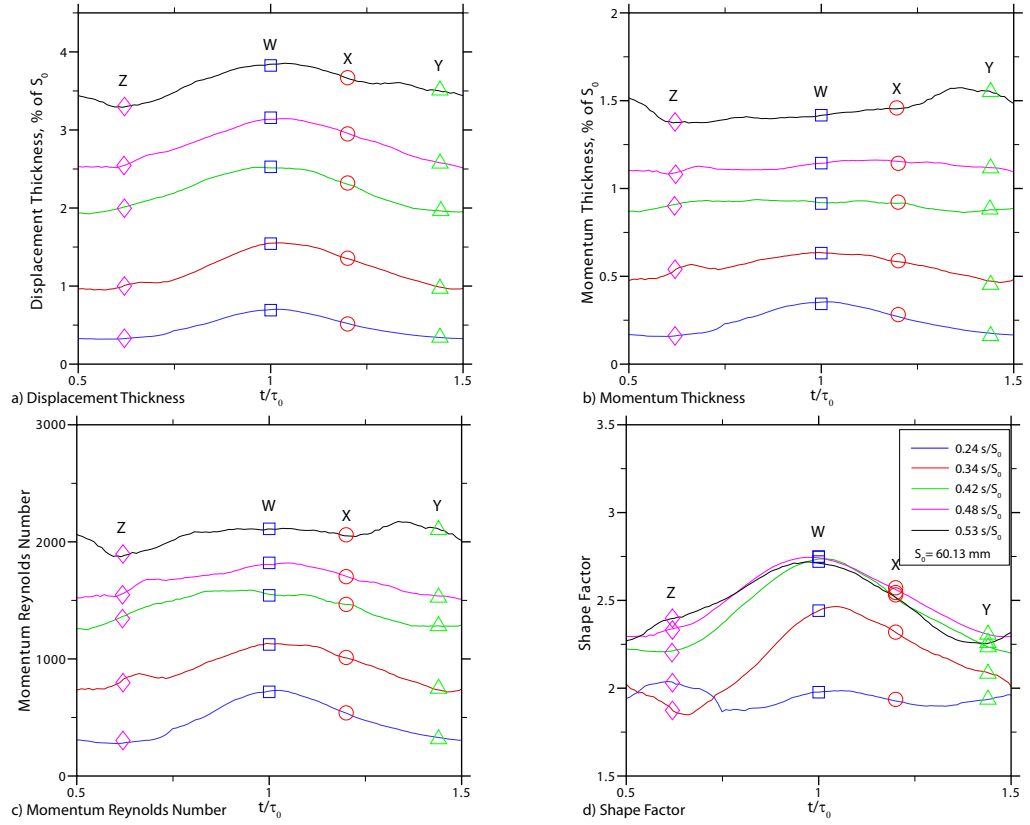 Displacement Thickness, % of S₀
4
3
2
1
0
Z
W
X
Y
0.5
1
1.5
t/τ₀
a) Displacement Thickness
Momentum Thickness, % of S₀
2
1.5
1
0.5
0
Z
W
X
Y
0.5
1
1.5
t/τ₀
b) Momentum Thickness
Momentum Reynolds Number
3000
2000
1000
0
Z
W
X
Y
0.5
1
1.5
t/τ₀
c) Momentum Reynolds Number
Shape Factor
3.5
3
2.5
2
1.5
Z
W
X
Y
0.24 s/S₀
0.34 s/S₀
0.42 s/S₀
0.48 s/S₀
0.53 s/S₀
S₀= 60.13 mm
0.5
1
1.5
t/τ₀
d) Shape Factor